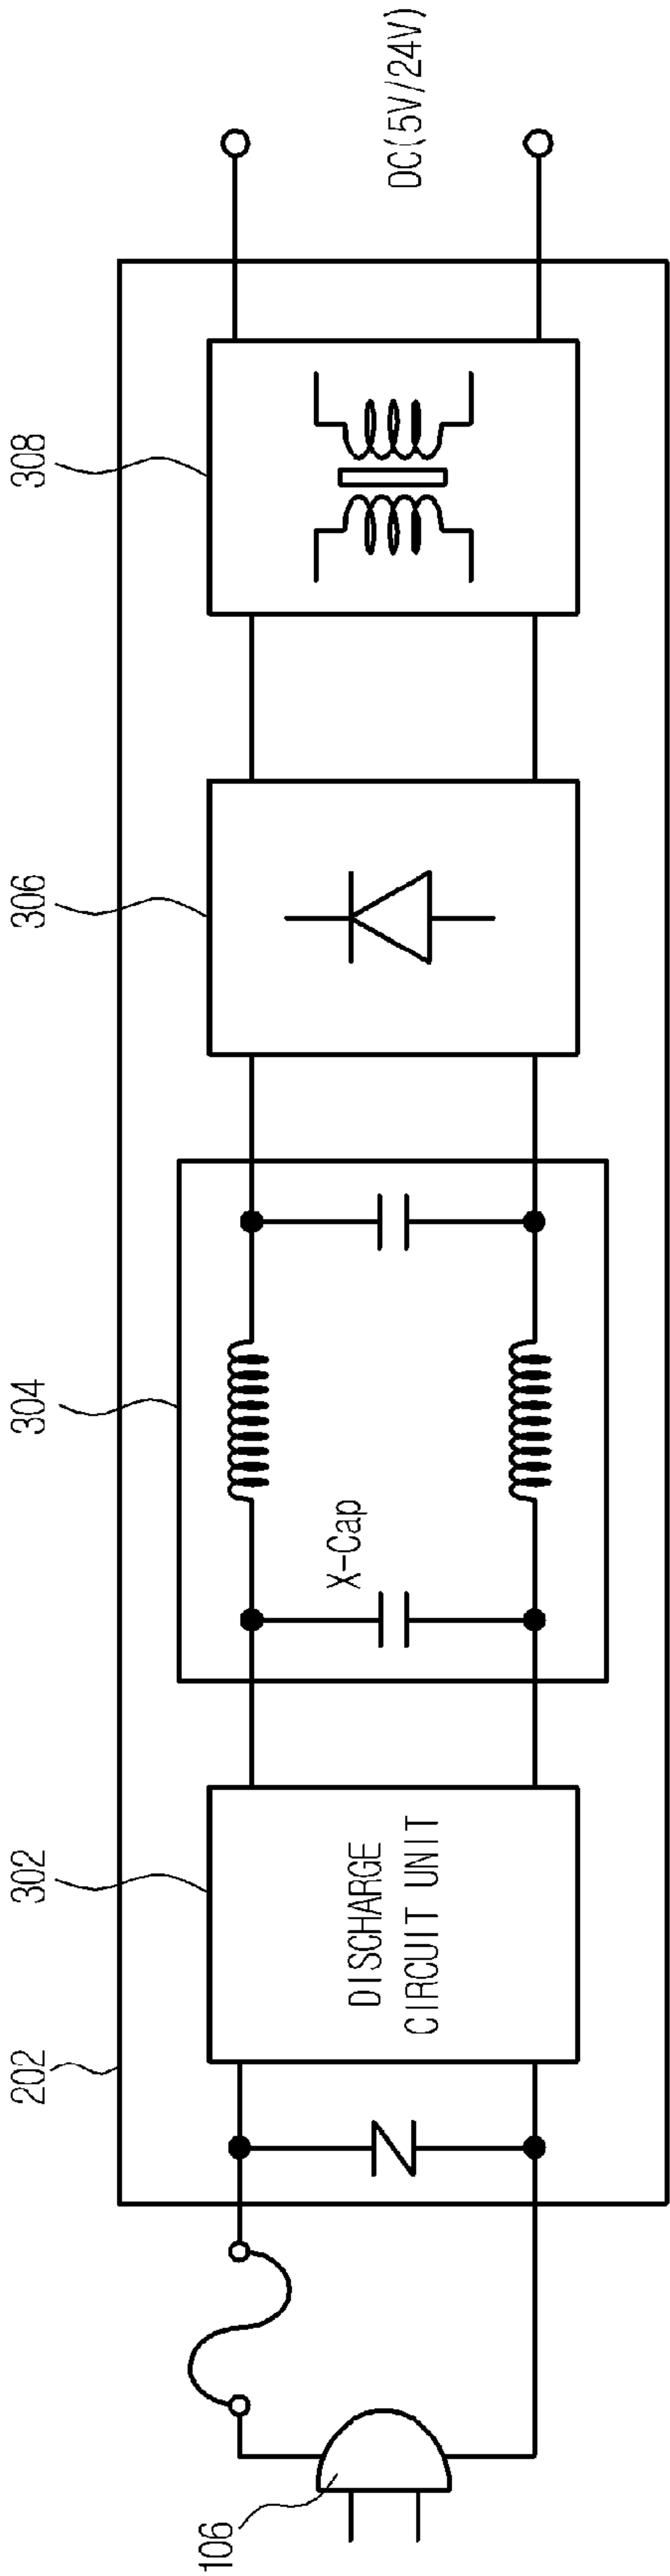 202
302
304
306
308
106
DISCHARGE
CIRCUIT UNIT
X-Cap
DC(5V/24V)